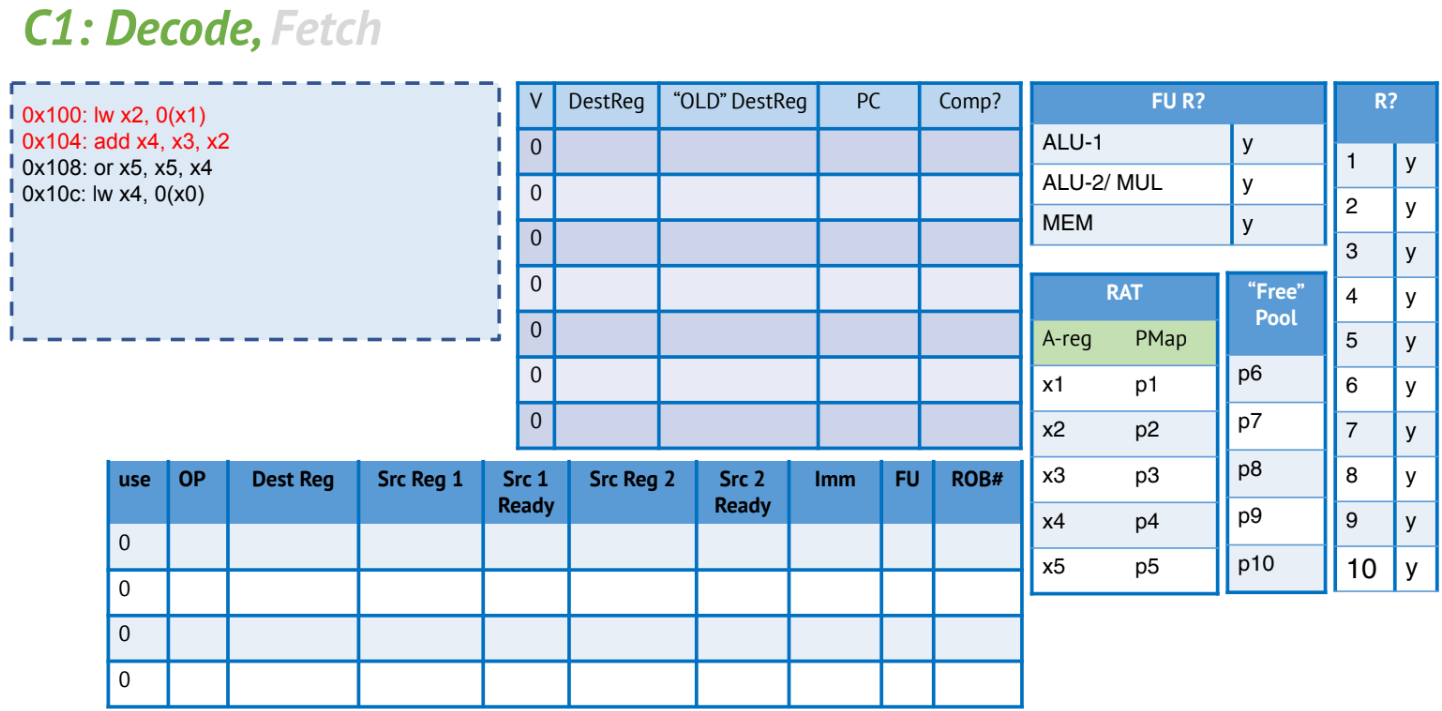 C1: Decode, Fetch
0x100: lw x2, 0(x1)
0x104: add x4, x3, x2
0x108: or x5, x5, x4
0x10c: lw x4, 0(x0)
V DestReg “OLD” DestReg PC Comp?
0
0
0
0
0
0
0
FU R?
ALU-1 y
ALU-2/ MUL y
MEM y
RAT
A-reg PMap
x1 p1
x2 p2
x3 p3
x4 p4
x5 p5
“Free”
Pool
p6
p7
p8
p9
p10
R?
1 y
2 y
3 y
4 y
5 y
6 y
7 y
8 y
9 y
10 y
use OP Dest Reg Src Reg 1 Src 1 Ready Src Reg 2 Src 2 Ready Imm FU ROB#
0
0
0
0